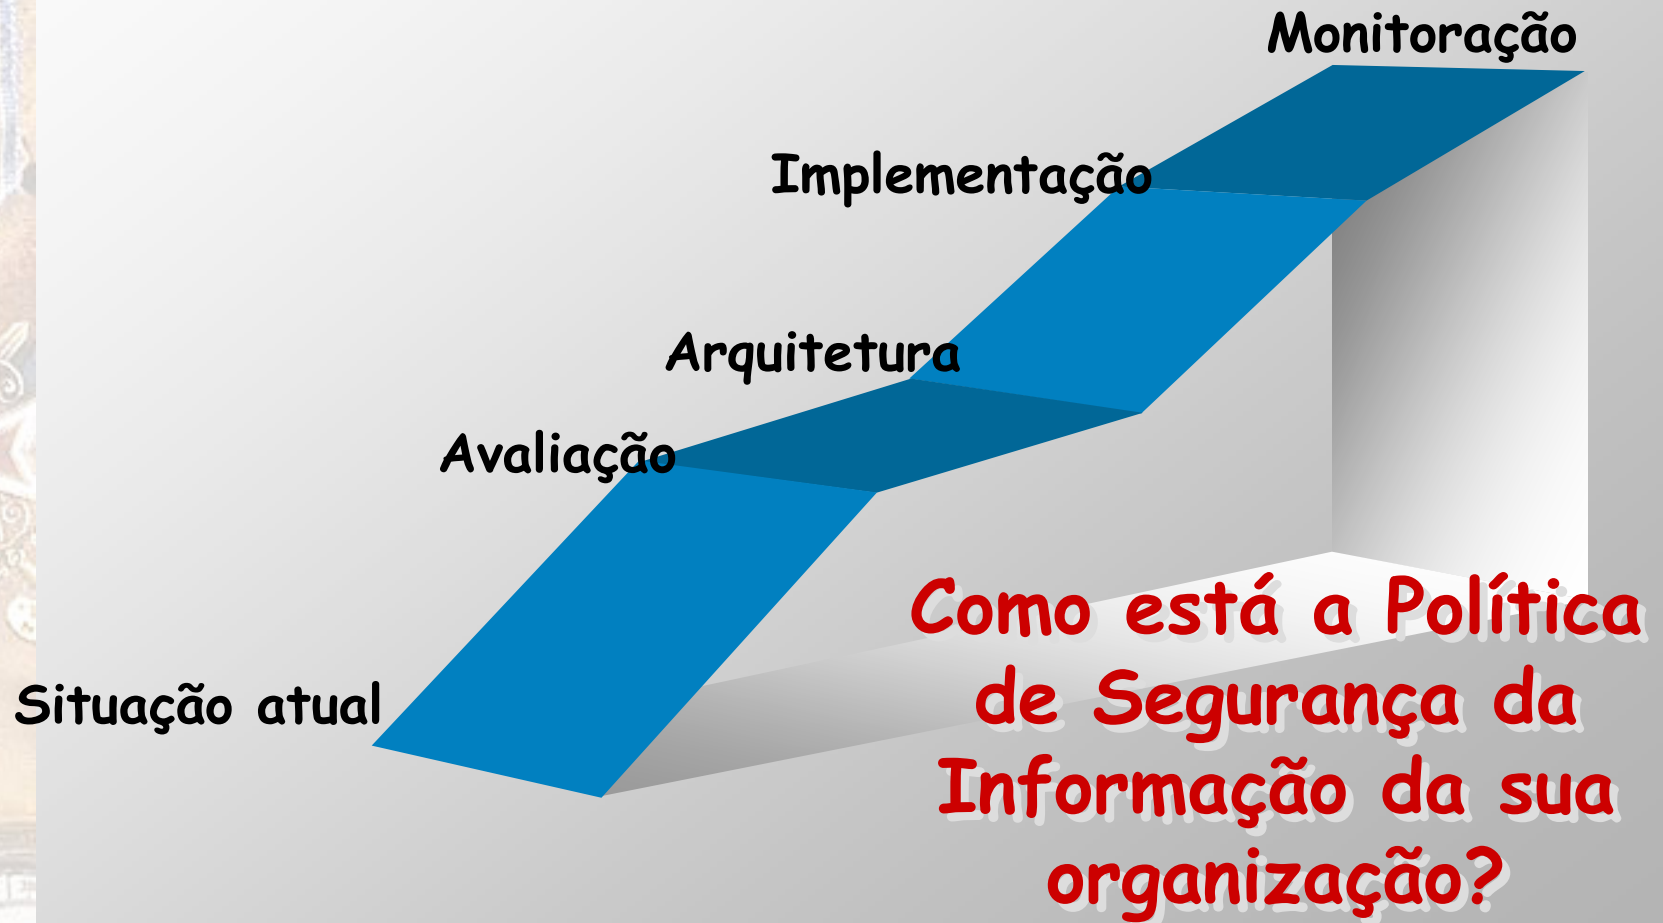 Monitoração
Implementação
Arquitetura
Avaliação
Situação atual
Como está a Política
de Segurança da
Informação da sua
organização?